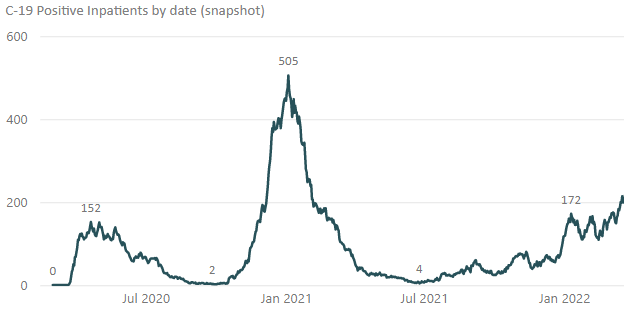 C-19 Positive Inpatients by date (snapshot)
600
505
400
200
152
172
0
2
4
0
Jul 2020
Jan 2021
Jul 2021
Jan 2022